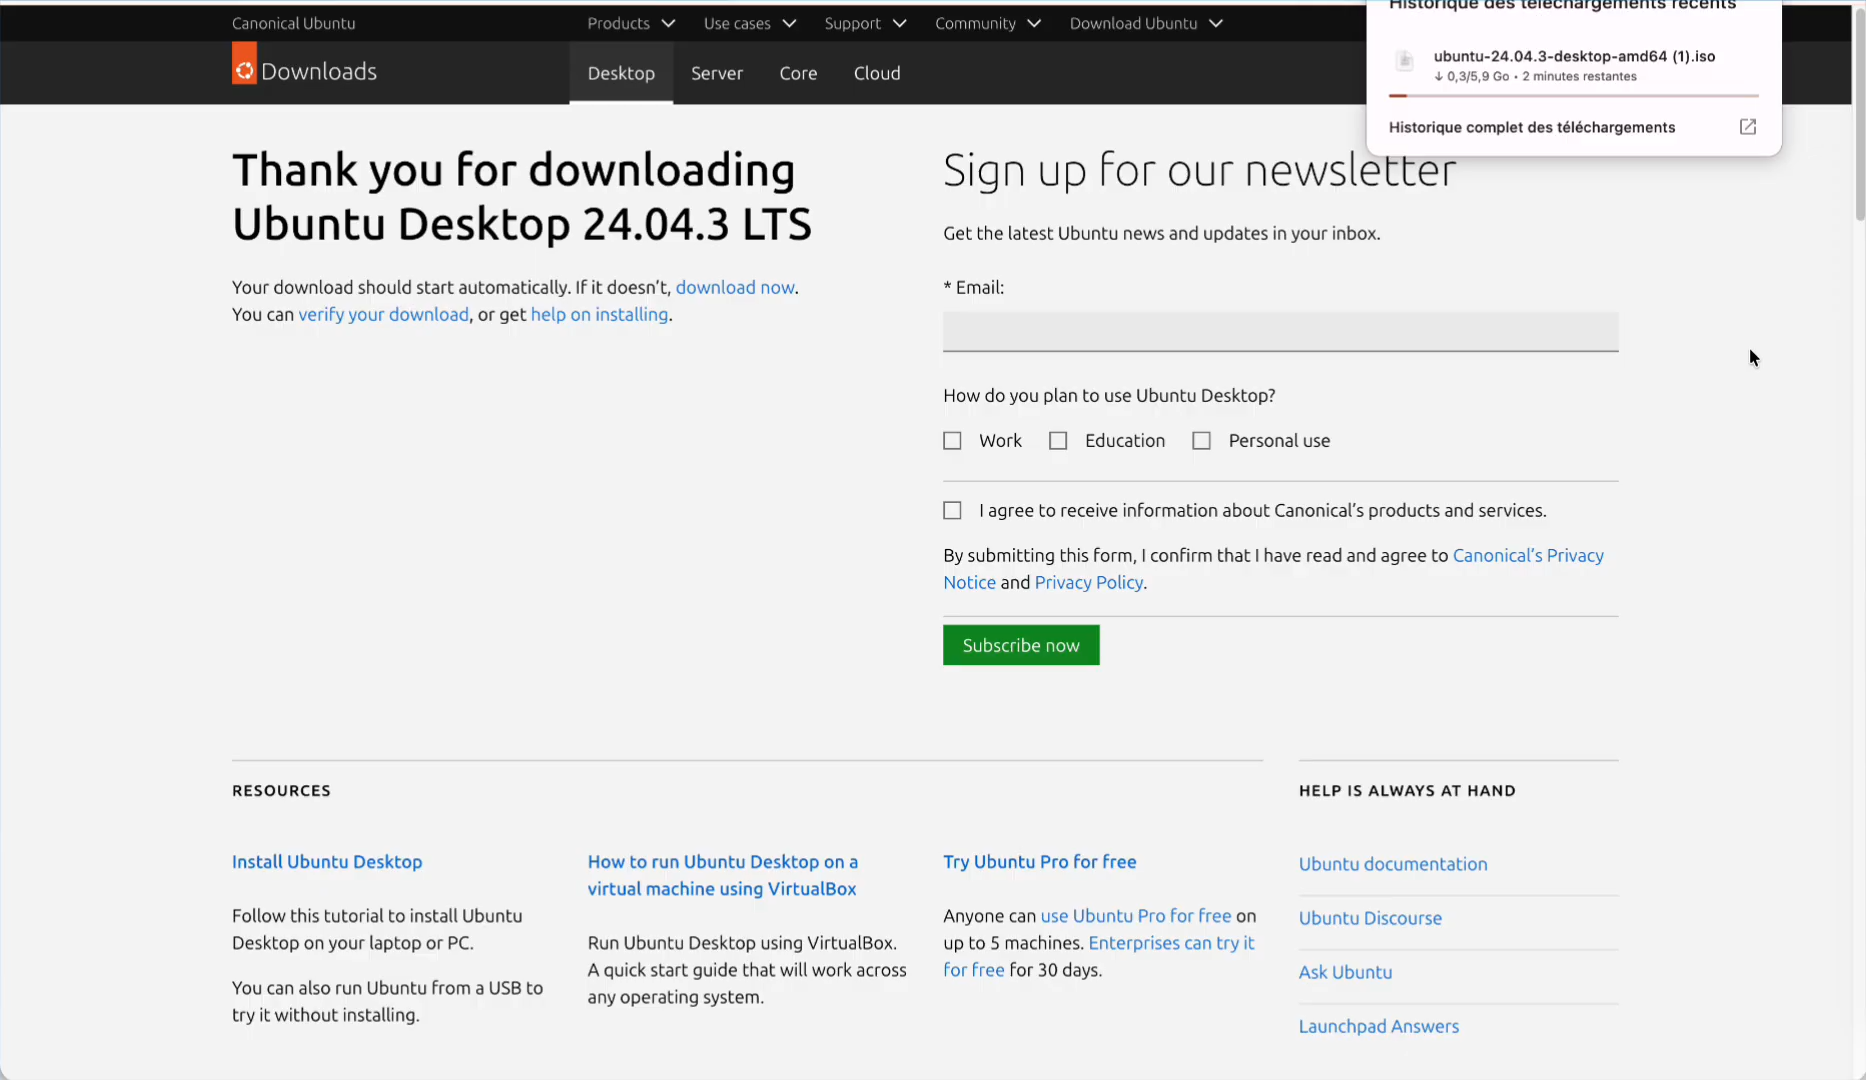 Canonical Ubuntu
Products
Use cases
Support
Community
Download Ubuntu
Downloads
Desktop
Server
Core
Cloud
Historique des téléchargements récents
ubuntu-24.04.3-desktop-amd64 (1).iso
↓ 0,3/5,9 Go • 2 minutes restantes
Historique complet des téléchargements
Thank you for downloading
Ubuntu Desktop 24.04.3 LTS
Your download should start automatically. If it doesn’t, download now.
You can verify your download, or get help on installing.
Sign up for our newsletter
Get the latest Ubuntu news and updates in your inbox.
* Email:
How do you plan to use Ubuntu Desktop?
Work
Education
Personal use
I agree to receive information about Canonical’s products and services.
By submitting this form, I confirm that I have read and agree to Canonical’s Privacy
Notice and Privacy Policy.
Subscribe now
RESOURCES
Install Ubuntu Desktop
Follow this tutorial to install Ubuntu
Desktop on your laptop or PC.
You can also run Ubuntu from a USB to
try it without installing.
How to run Ubuntu Desktop on a
virtual machine using VirtualBox
Run Ubuntu Desktop using VirtualBox.
A quick start guide that will work across
any operating system.
Try Ubuntu Pro for free
Anyone can use Ubuntu Pro for free on
up to 5 machines. Enterprises can try it
for free for 30 days.
HELP IS ALWAYS AT HAND
Ubuntu documentation
Ubuntu Discourse
Ask Ubuntu
Launchpad Answers